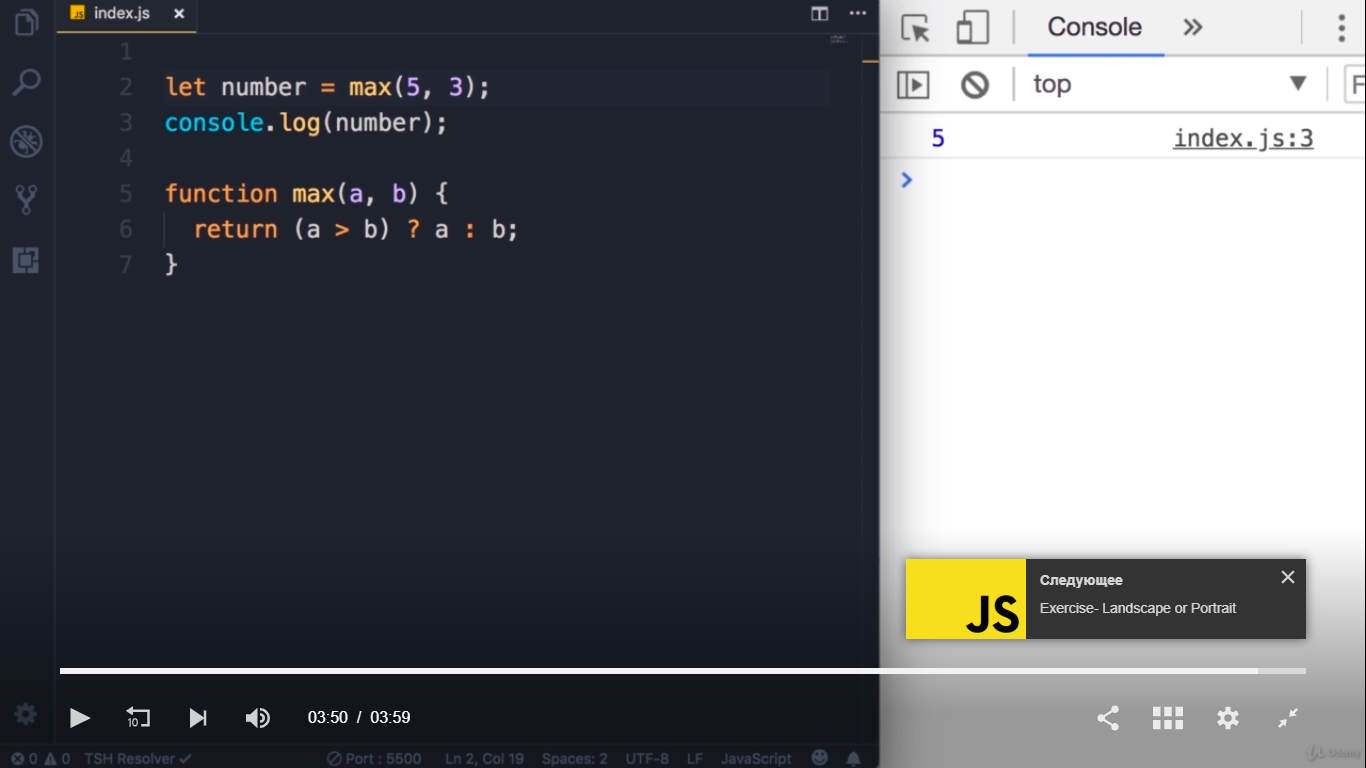 index.js
1
2 let number = max(5, 3);
3 console.log(number);
4
5 function max(a, b) {
6 return (a > b) ? a : b;
7 }
0 0 TSH Resolver Port : 5500 Ln 2, Col 19 Spaces: 2 UTF-8 LF JavaScript
Console
top F
5 index.js:3
JS
Следующее
Exercise- Landscape or Portrait
10
03:50 / 03:59
Udemy